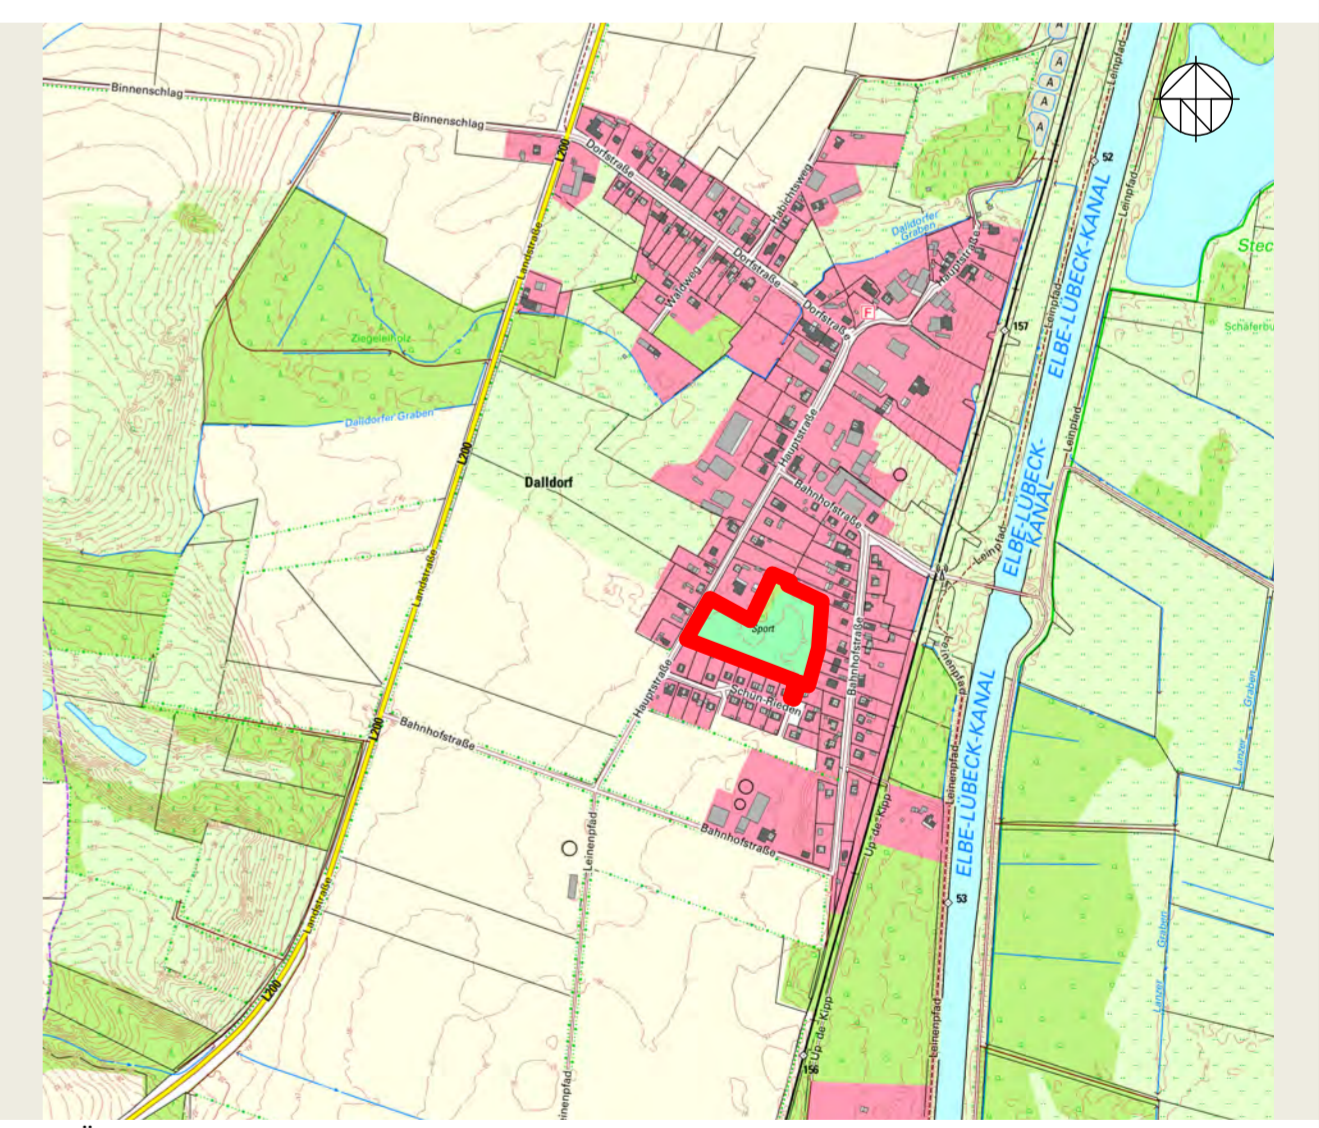 Leinpfad
A
A
A
A
A
Binnenschlag
Binnenschlag
N
L200
Dorfstraße
52
Habichtsweg
ELBE-LÜBECK-KANAL
Leinpfad
Dalldorfer
Graben
Hauptstraße
Landstraße
Dorfstraße
Stec
Waldweg
Dorfstraße
F
Leinpfad
157
Schäferbu
Ziegeleiholz
ELBE-LÜBECK-KANAL
Dalldorfer Graben
Hauptstraße
Leinpfad
L200
Dalldorf
Bahnhofstraße
ELBE-LÜBECK-
KANAL
Leinpfad
Landstraße
Sport
Bahnhofstraße
Leinenpfad
Hauptstraße
Schün-Rieden
ELBE-LÜBECK-KANAL
Lanzer Graben
L200
Bahnhofstraße
Leinenpfad
Up-de-Kipp
Bahnhofstraße
Leinenpfad
Landstraße
53
Lanzer Graben
L200
Up-de-Kipp
Leinenpfad
156
inenpfad